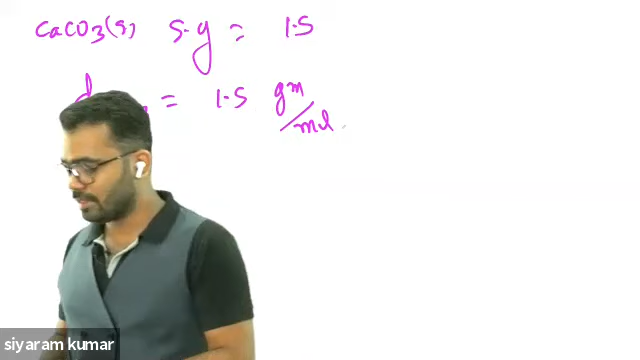 CaCO3(s) s.g = 1.5
d = 1.5 gm/ml
siyaram kumar